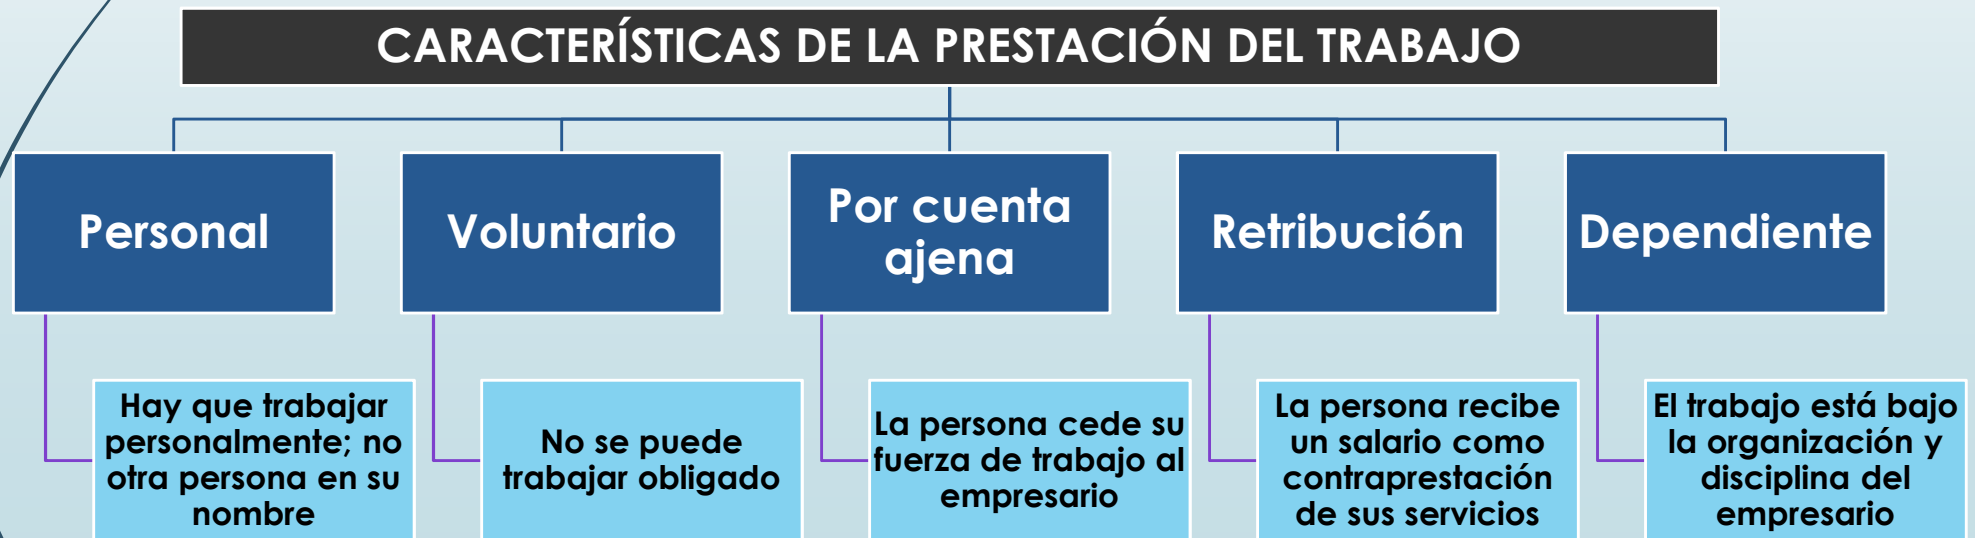 CARACTERÍSTICAS DE LA PRESTACIÓN DEL TRABAJO
Personal
Hay que trabajar
personalmente; no
otra persona en su
nombre
Voluntario
No se puede
trabajar obligado
Por cuenta
ajena
La persona cede su
fuerza de trabajo al
empresario
Retribución
La persona recibe
un salario como
contraprestación
de sus servicios
Dependiente
El trabajo está bajo
la organización y
disciplina del
empresario